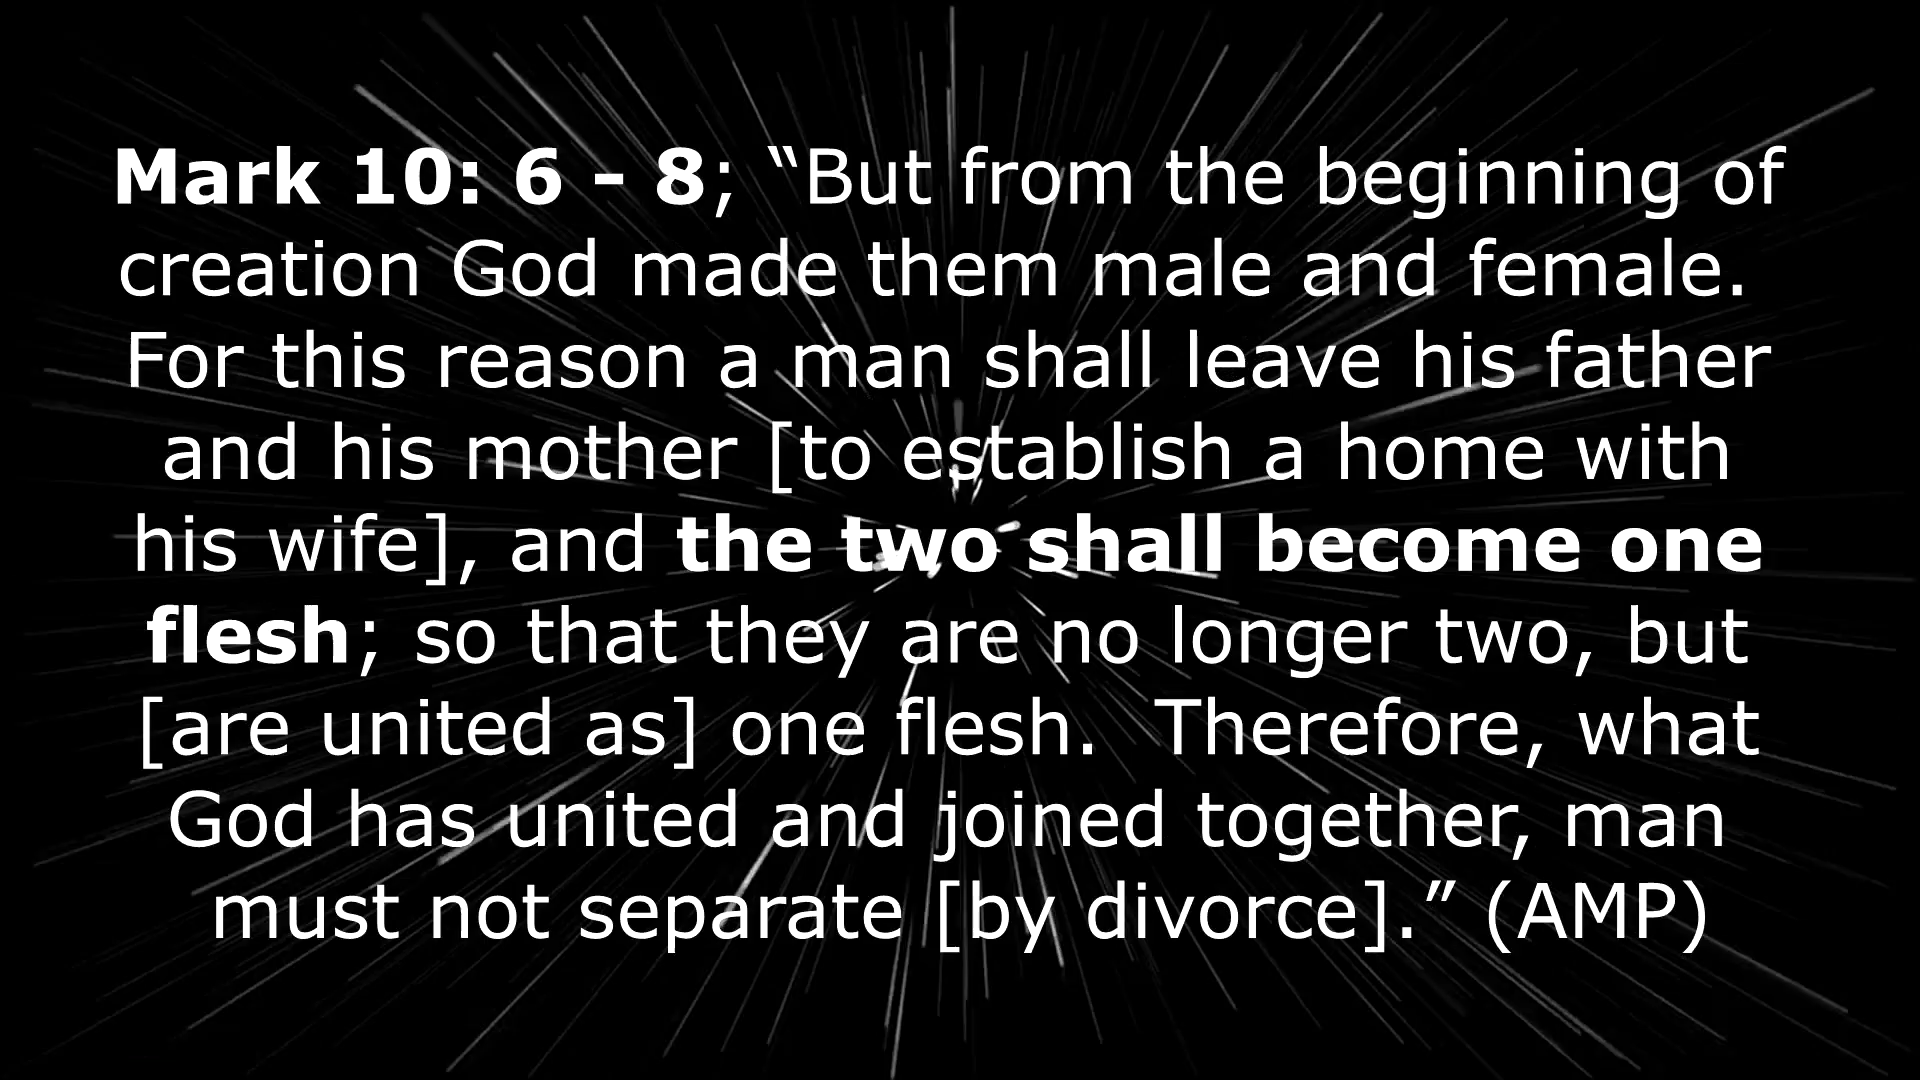 Mark 10: 6 – 8; “But from the beginning of
creation God made them male and female.
For this reason a man shall leave his father
and his mother [to establish a home with
his wife], and the two shall become one
flesh; so that they are no longer two, but
[are united as] one flesh.  Therefore, what
God has united and joined together, man
must not separate [by divorce].” (AMP)